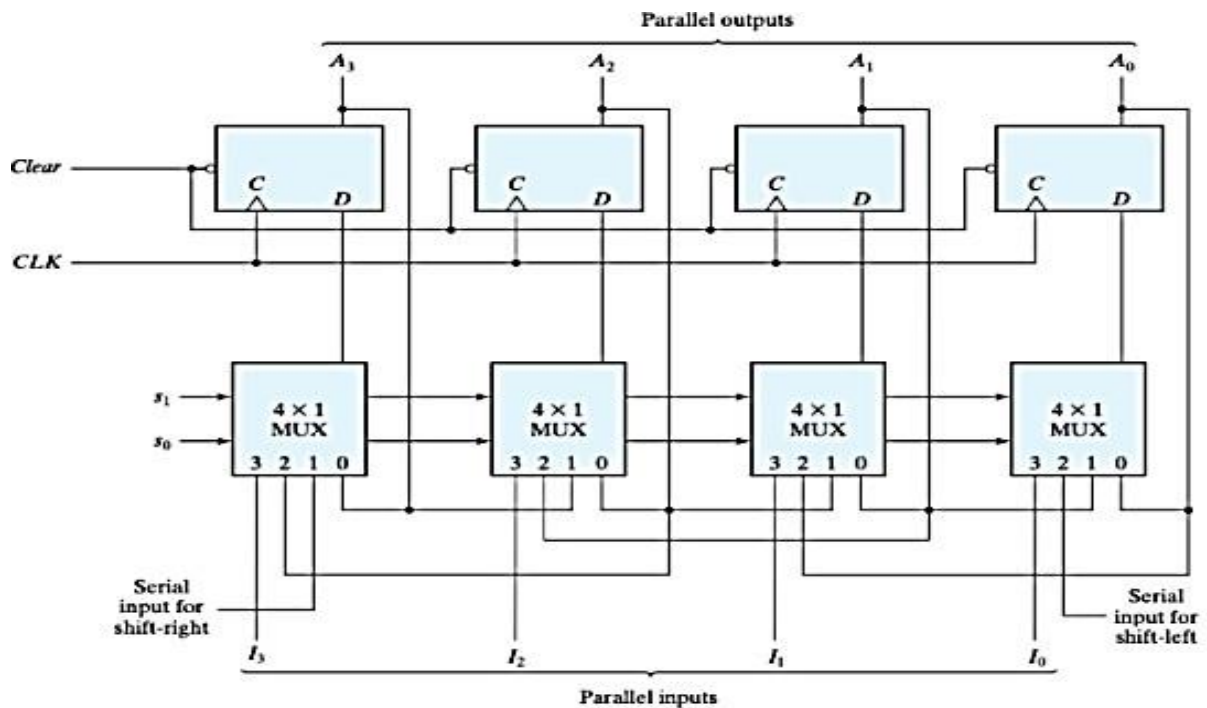 Parallel outputs
A₃ A₂ A₁ A₀
Clear
C D C D C D C D
CLK
s₁
s₀
4 × 1 MUX 4 × 1 MUX 4 × 1 MUX 4 × 1 MUX
3 2 1 0 3 2 1 0 3 2 1 0 3 2 1 0
Serial
input for
shift-right
Serial
input for
shift-left
I₃ I₂ I₁ I₀
Parallel inputs